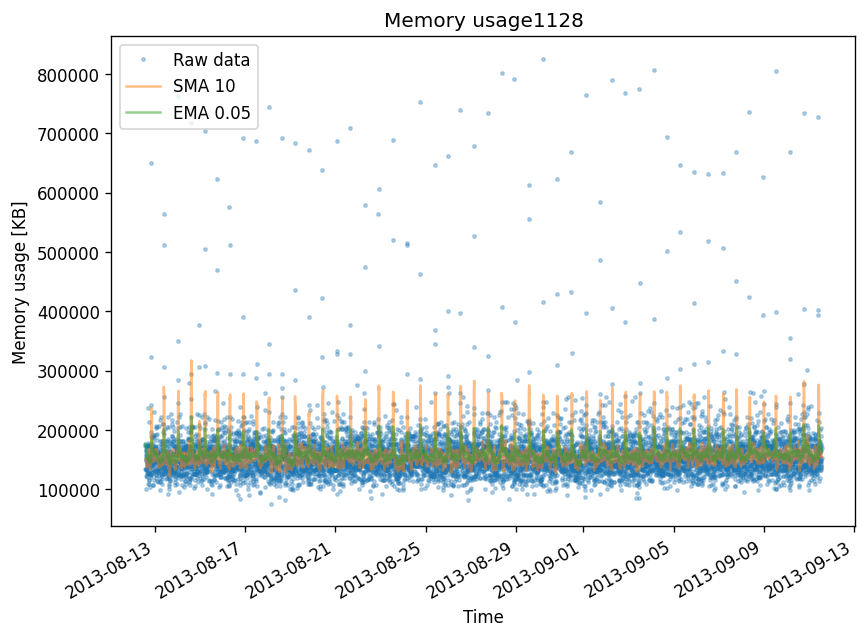 Memory usage1128
Raw data
SMA 10
EMA 0.05
Memory usage [KB]
800000
700000
600000
500000
400000
300000
200000
100000
2013-08-13
2013-08-17
2013-08-21
2013-08-25
2013-08-29
2013-09-01
2013-09-05
2013-09-09
2013-09-13
Time